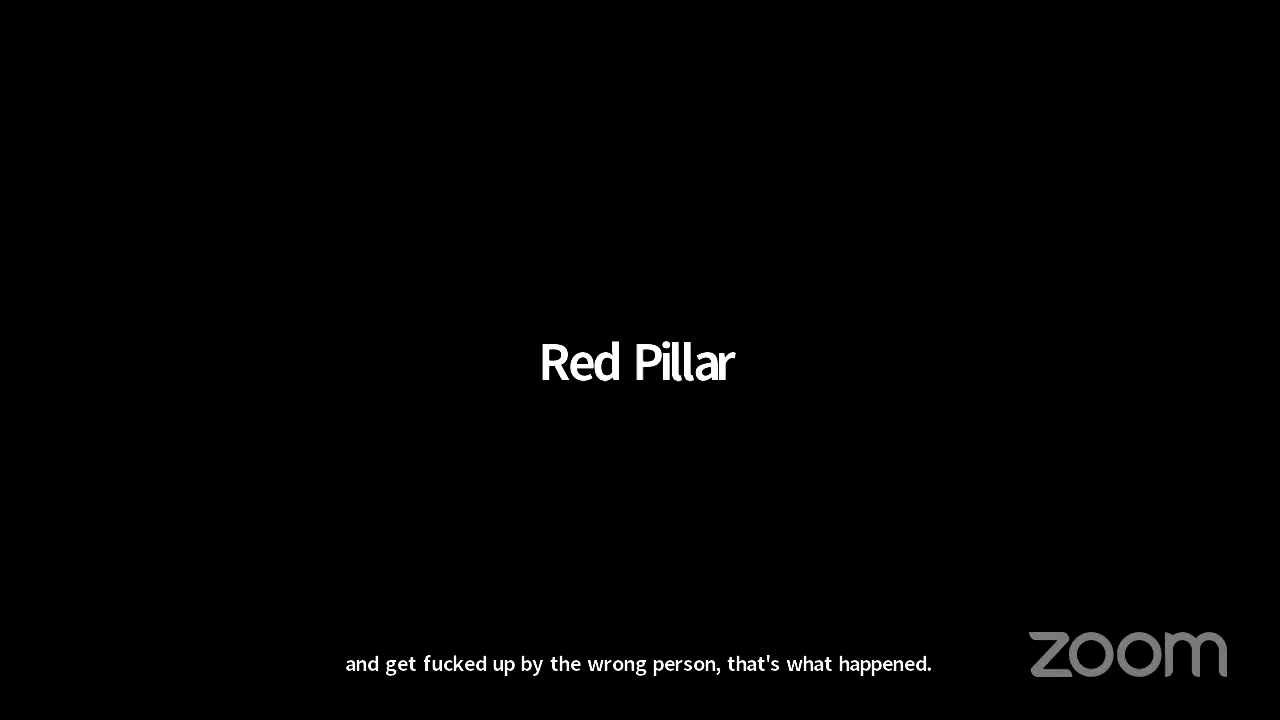 Red Pillar
and get fucked up by the wrong person, that's what happened.
zoom